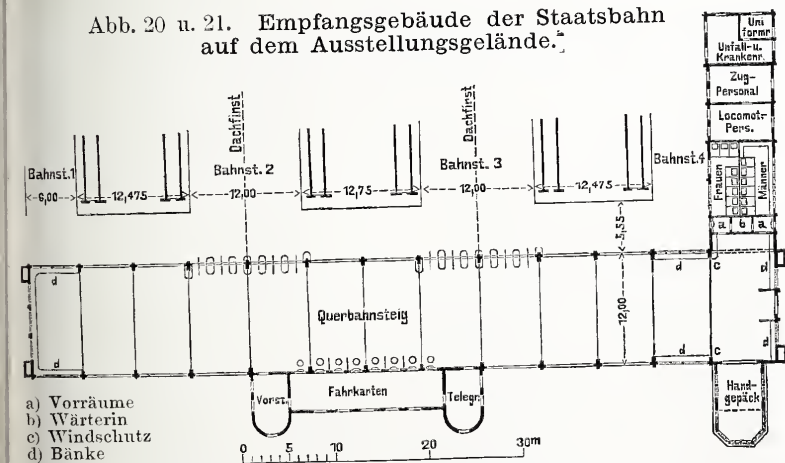 Abb. 20 u. 21. Empfangsgebäude der Staatsbahn
auf dem Ausstellungsgelände.
Uni
formr.
Unfall-u.
Krankenr.
Zug-
Personal
Locomotr-
Pers.
Frauen
Männer
a b a
Dachfirst
Dachfirst
Bahnst.1
Bahnst. 2
Bahnst. 3
Bahnst.4
6,00
12,475
12,00
12,75
12,00
12,475
5,55
12,00
d
d
d
d
c
c
d
d
Querbahnsteig
Vorst.
Fahrkarten
Telegr.
Hand-
gepäck
a) Vorräume
b) Wärterin
c) Windschutz
d) Bänke
0 5 10 20 30m